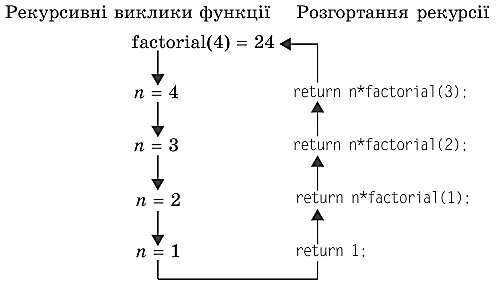 Рекурсивні виклики функції Розгортання рекурсії
factorial(4) = 24
n = 4 return n*factorial(3);
n = 3 return n*factorial(2);
n = 2 return n*factorial(1);
n = 1 return 1;